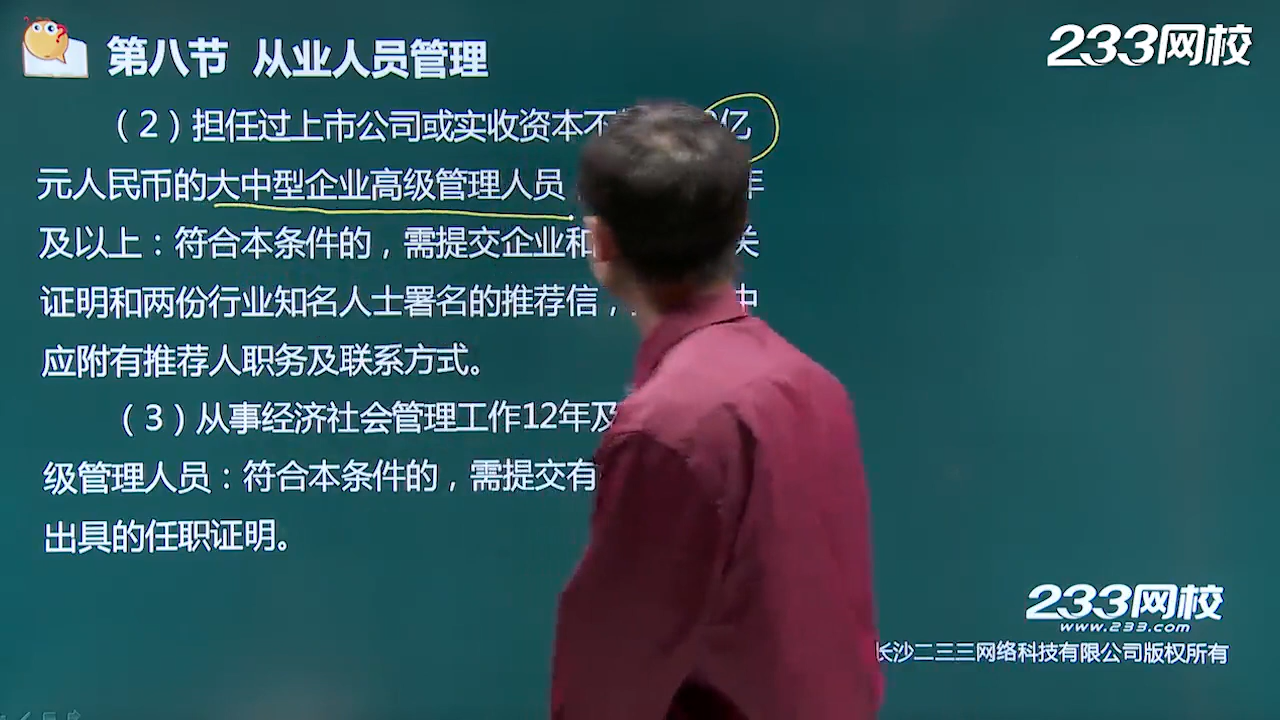 233网校
第八节 从业人员管理
（2）担任过上市公司或实收资本不 亿
元人民币的大中型企业高级管理人员 年
及以上：符合本条件的，需提交企业和 关
证明和两份行业知名人士署名的推荐信， 中
应附有推荐人职务及联系方式。
（3）从事经济社会管理工作12年及
级管理人员：符合本条件的，需提交有
出具的任职证明。
233网校
www.233.com
长沙二三三网络科技有限公司版权所有